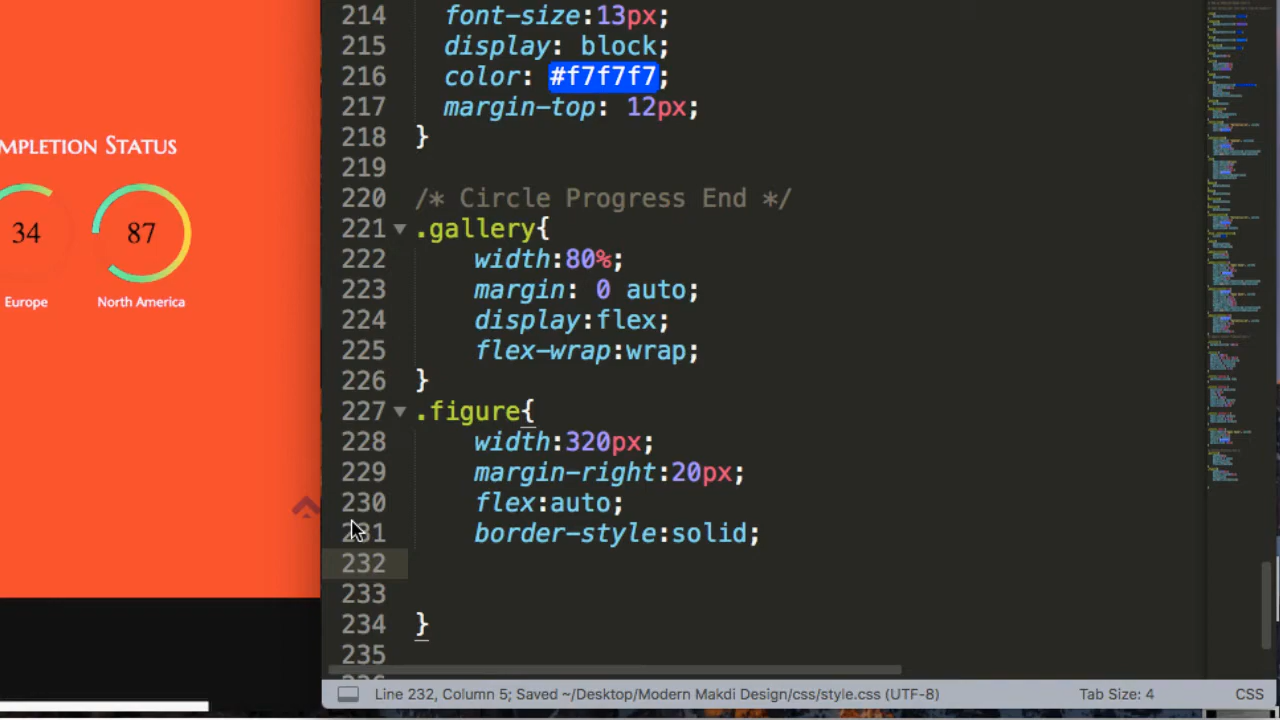 MPLETION STATUS
34
87
Europe
North America
214 font-size:13px;
215 display: block;
216 color: #f7f7f7;
217 margin-top: 12px;
218 }
219
220 /* Circle Progress End */
221 .gallery{
222 width:80%;
223 margin: 0 auto;
224 display:flex;
225 flex-wrap:wrap;
226 }
227 .figure{
228 width:320px;
229 margin-right:20px;
230 flex:auto;
231 border-style:solid;
232
233
234 }
235
Line 232, Column 5; Saved ~/Desktop/Modern Makdi Design/css/style.css (UTF-8)
Tab Size: 4
CSS